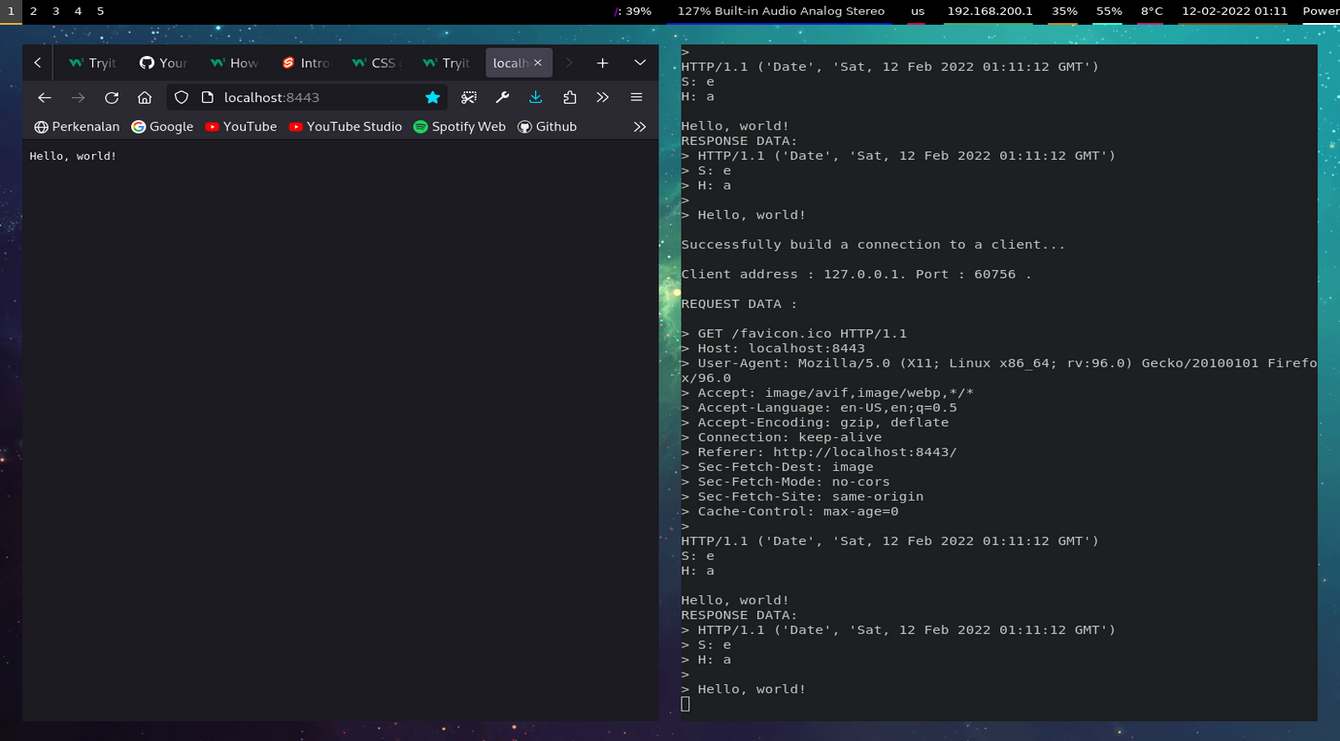 1 2 3 4 5 /: 39% 127% Built-in Audio Analog Stereo us 192.168.200.1 35% 55% 8°C 12-02-2022 01:11 Power
Tryit Your How Intro CSS Tryit localh
localhost:8443
Perkenalan Google YouTube YouTube Studio Spotify Web Github
Hello, world!
>
HTTP/1.1 ('Date', 'Sat, 12 Feb 2022 01:11:12 GMT')
S: e
H: a
Hello, world!
RESPONSE DATA:
> HTTP/1.1 ('Date', 'Sat, 12 Feb 2022 01:11:12 GMT')
> S: e
> H: a
>
> Hello, world!
Successfully build a connection to a client...
Client address : 127.0.0.1. Port : 60756 .
REQUEST DATA :
> GET /favicon.ico HTTP/1.1
> Host: localhost:8443
> User-Agent: Mozilla/5.0 (X11; Linux x86_64; rv:96.0) Gecko/20100101 Firefo
x/96.0
> Accept: image/avif,image/webp,*/*
> Accept-Language: en-US,en;q=0.5
> Accept-Encoding: gzip, deflate
> Connection: keep-alive
> Referer: http://localhost:8443/
> Sec-Fetch-Dest: image
> Sec-Fetch-Mode: no-cors
> Sec-Fetch-Site: same-origin
> Cache-Control: max-age=0
>
HTTP/1.1 ('Date', 'Sat, 12 Feb 2022 01:11:12 GMT')
S: e
H: a
Hello, world!
RESPONSE DATA:
> HTTP/1.1 ('Date', 'Sat, 12 Feb 2022 01:11:12 GMT')
> S: e
> H: a
>
> Hello, world!